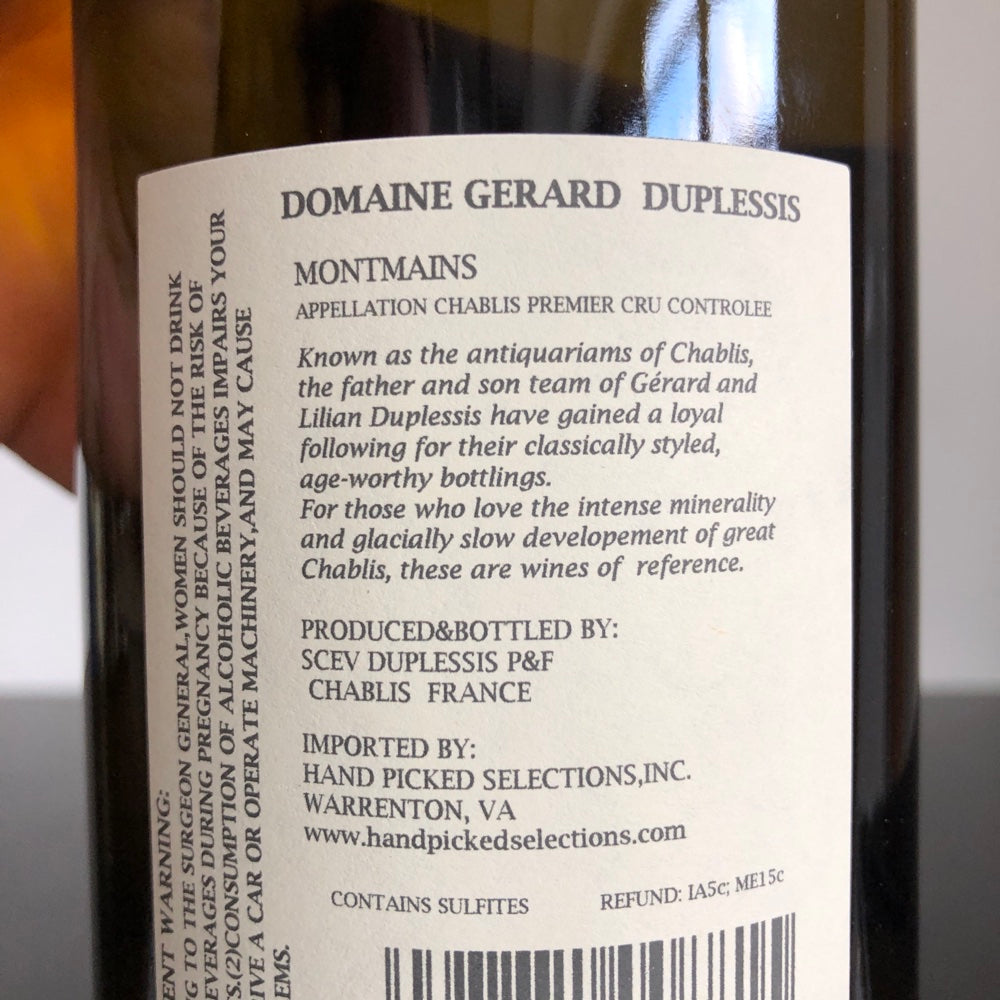 DOMAINE GERARD DUPLESSIS
MONTMAINS
APPELLATION CHABLIS PREMIER CRU CONTROLEE
Known as the antiquariams of Chablis,
the father and son team of Gérard and
Lilian Duplessis have gained a loyal
following for their classically styled,
age-worthy bottlings.
For those who love the intense minerality
and glacially slow developement of great
Chablis, these are wines of reference.
PRODUCED&BOTTLED BY:
SCEV DUPLESSIS P&F
CHABLIS FRANCE
IMPORTED BY:
HAND PICKED SELECTIONS,INC.
WARRENTON, VA
www.handpickedselections.com
CONTAINS SULFITES
REFUND: IA5c; ME15c
WARNING:
TO THE SURGEON GENERAL,WOMEN SHOULD NOT DRINK
DURING PREGNANCY BECAUSE OF THE RISK OF
(2)CONSUMPTION OF ALCOHOLIC BEVERAGES IMPAIRS YOUR
A CAR OR OPERATE MACHINERY,AND MAY CAUSE